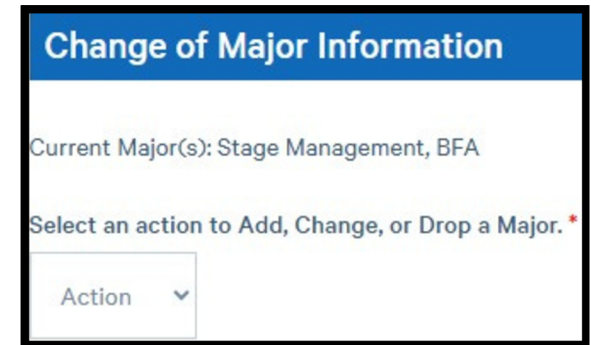 Change of Major Information
Current Major(s): Stage Management, BFA
Select an action to Add, Change, or Drop a Major. *
Action